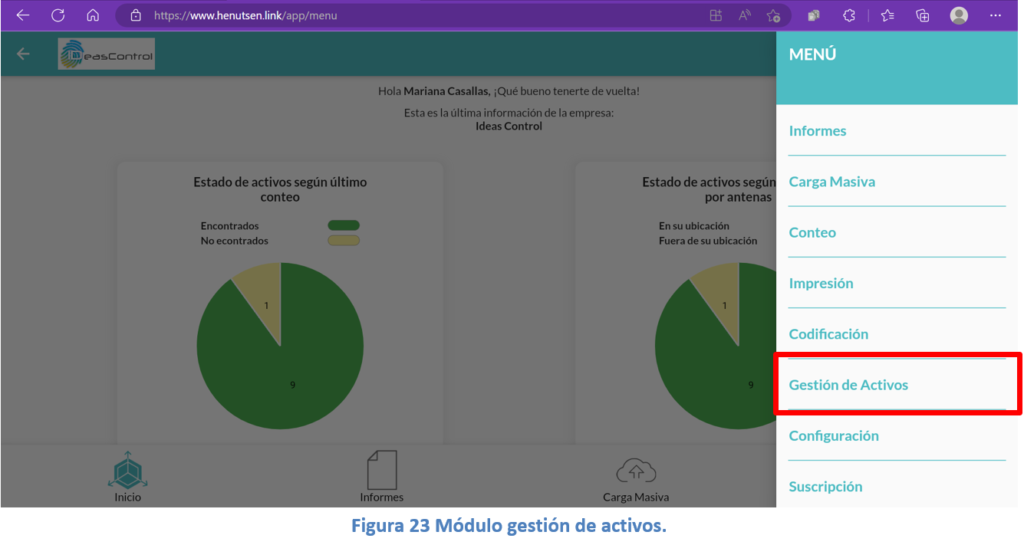 https://www.henutsen.link/app/menu
IDeasControl
MENÚ
Hola Mariana Casallas, ¡Qué bueno tenerte de vuelta!
Esta es la última información de la empresa:
Ideas Control
Estado de activos según último
conteo
Encontrados
No econtrados
1
9
Estado de activos según
por antenas
En su ubicación
Fuera de su ubicación
1
9
Informes
Carga Masiva
Conteo
Impresión
Codificación
Gestión de Activos
Configuración
Suscripción
Inicio
Informes
Carga Masiva
Figura 23 Módulo gestión de activos.